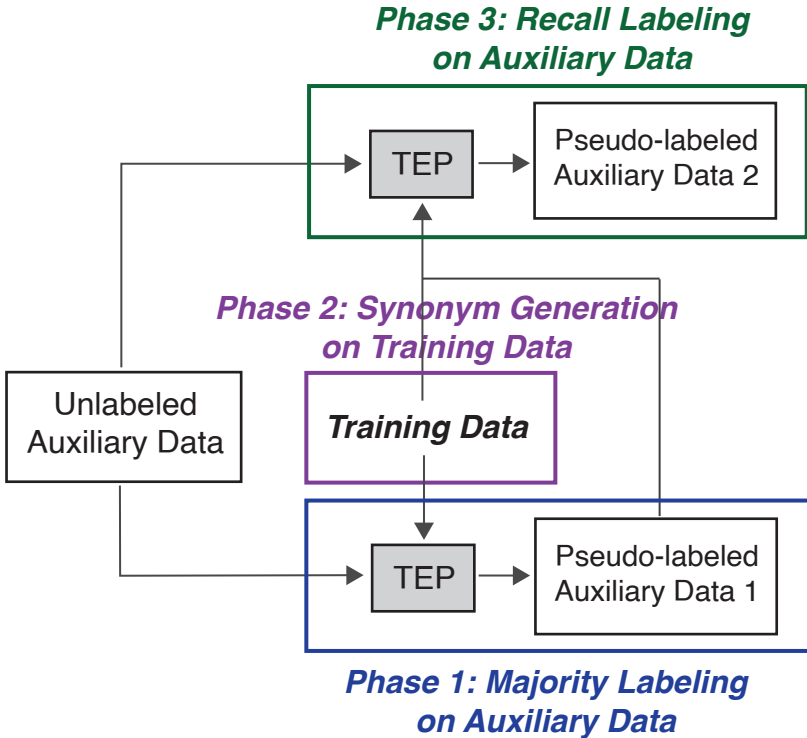 Phase 3: Recall Labeling
on Auxiliary Data
TEP
Pseudo-labeled
Auxiliary Data 2
Phase 2: Synonym Generation
on Training Data
Unlabeled
Auxiliary Data
Training Data
TEP
Pseudo-labeled
Auxiliary Data 1
Phase 1: Majority Labeling
on Auxiliary Data